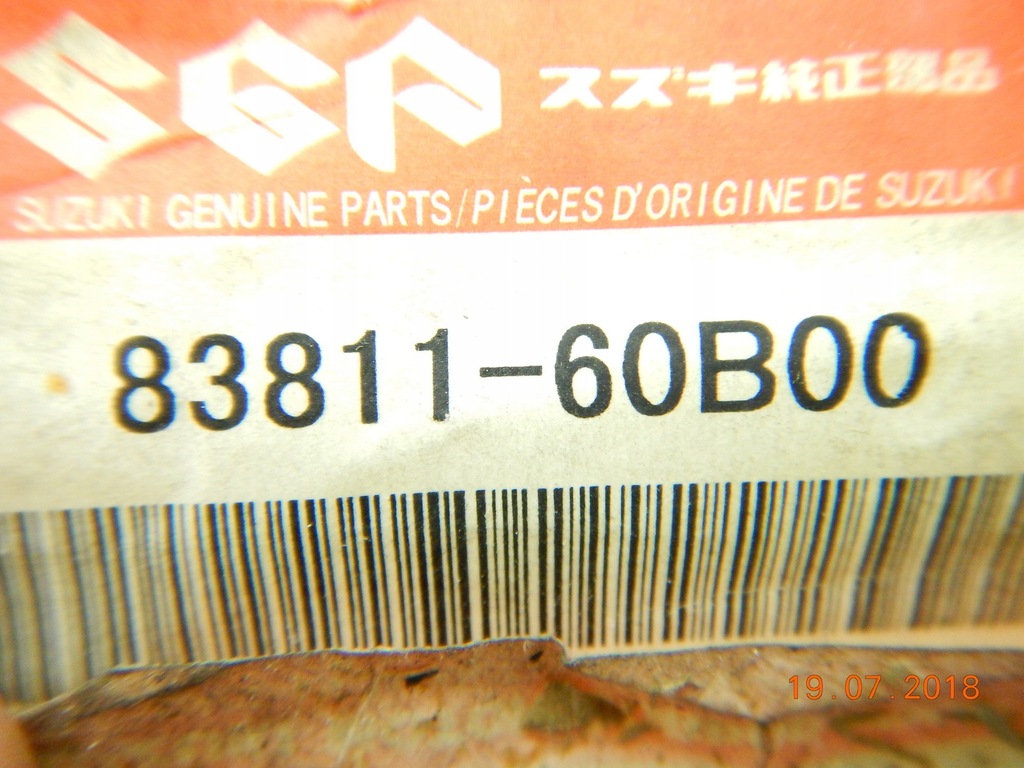 SGP スズキ純正部品
SUZUKI GENUINE PARTS/PIÈCES D'ORIGINE DE SUZUKI
83811-60B00
19.07.2018